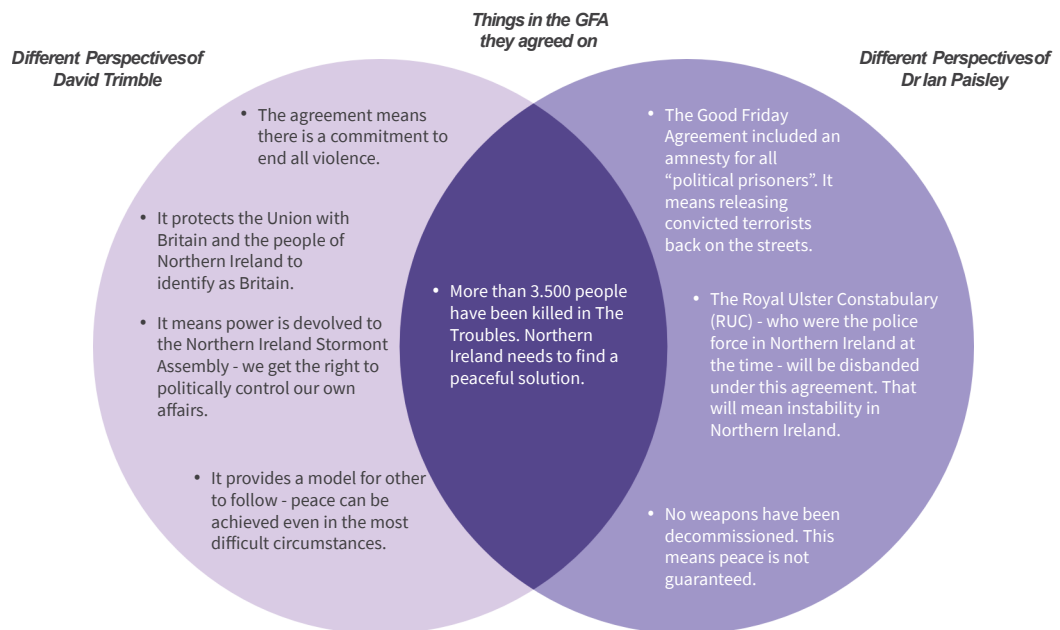 Things in the GFA
they agreed on
Different Perspectives of
David Trimble
• The agreement means
there is a commitment to
end all violence.
• It protects the Union with
Britain and the people of
Northern Ireland to
identify as Britain.
• It means power is devolved to
the Northern Ireland Stormont
Assembly - we get the right to
politically control our own
affairs.
• It provides a model for other
to follow - peace can be
achieved even in the most
difficult circumstances.
• More than 3.500 people
have been killed in The
Troubles. Northern
Ireland needs to find a
peaceful solution.
Different Perspectives of
Dr Ian Paisley
• The Good Friday
Agreement included an
amnesty for all
“political prisoners”. It
means releasing
convicted terrorists
back on the streets.
• The Royal Ulster Constabulary
(RUC) - who were the police
force in Northern Ireland at
the time - will be disbanded
under this agreement. That
will mean instability in
Northern Ireland.
• No weapons have been
decommissioned. This
means peace is not
guaranteed.